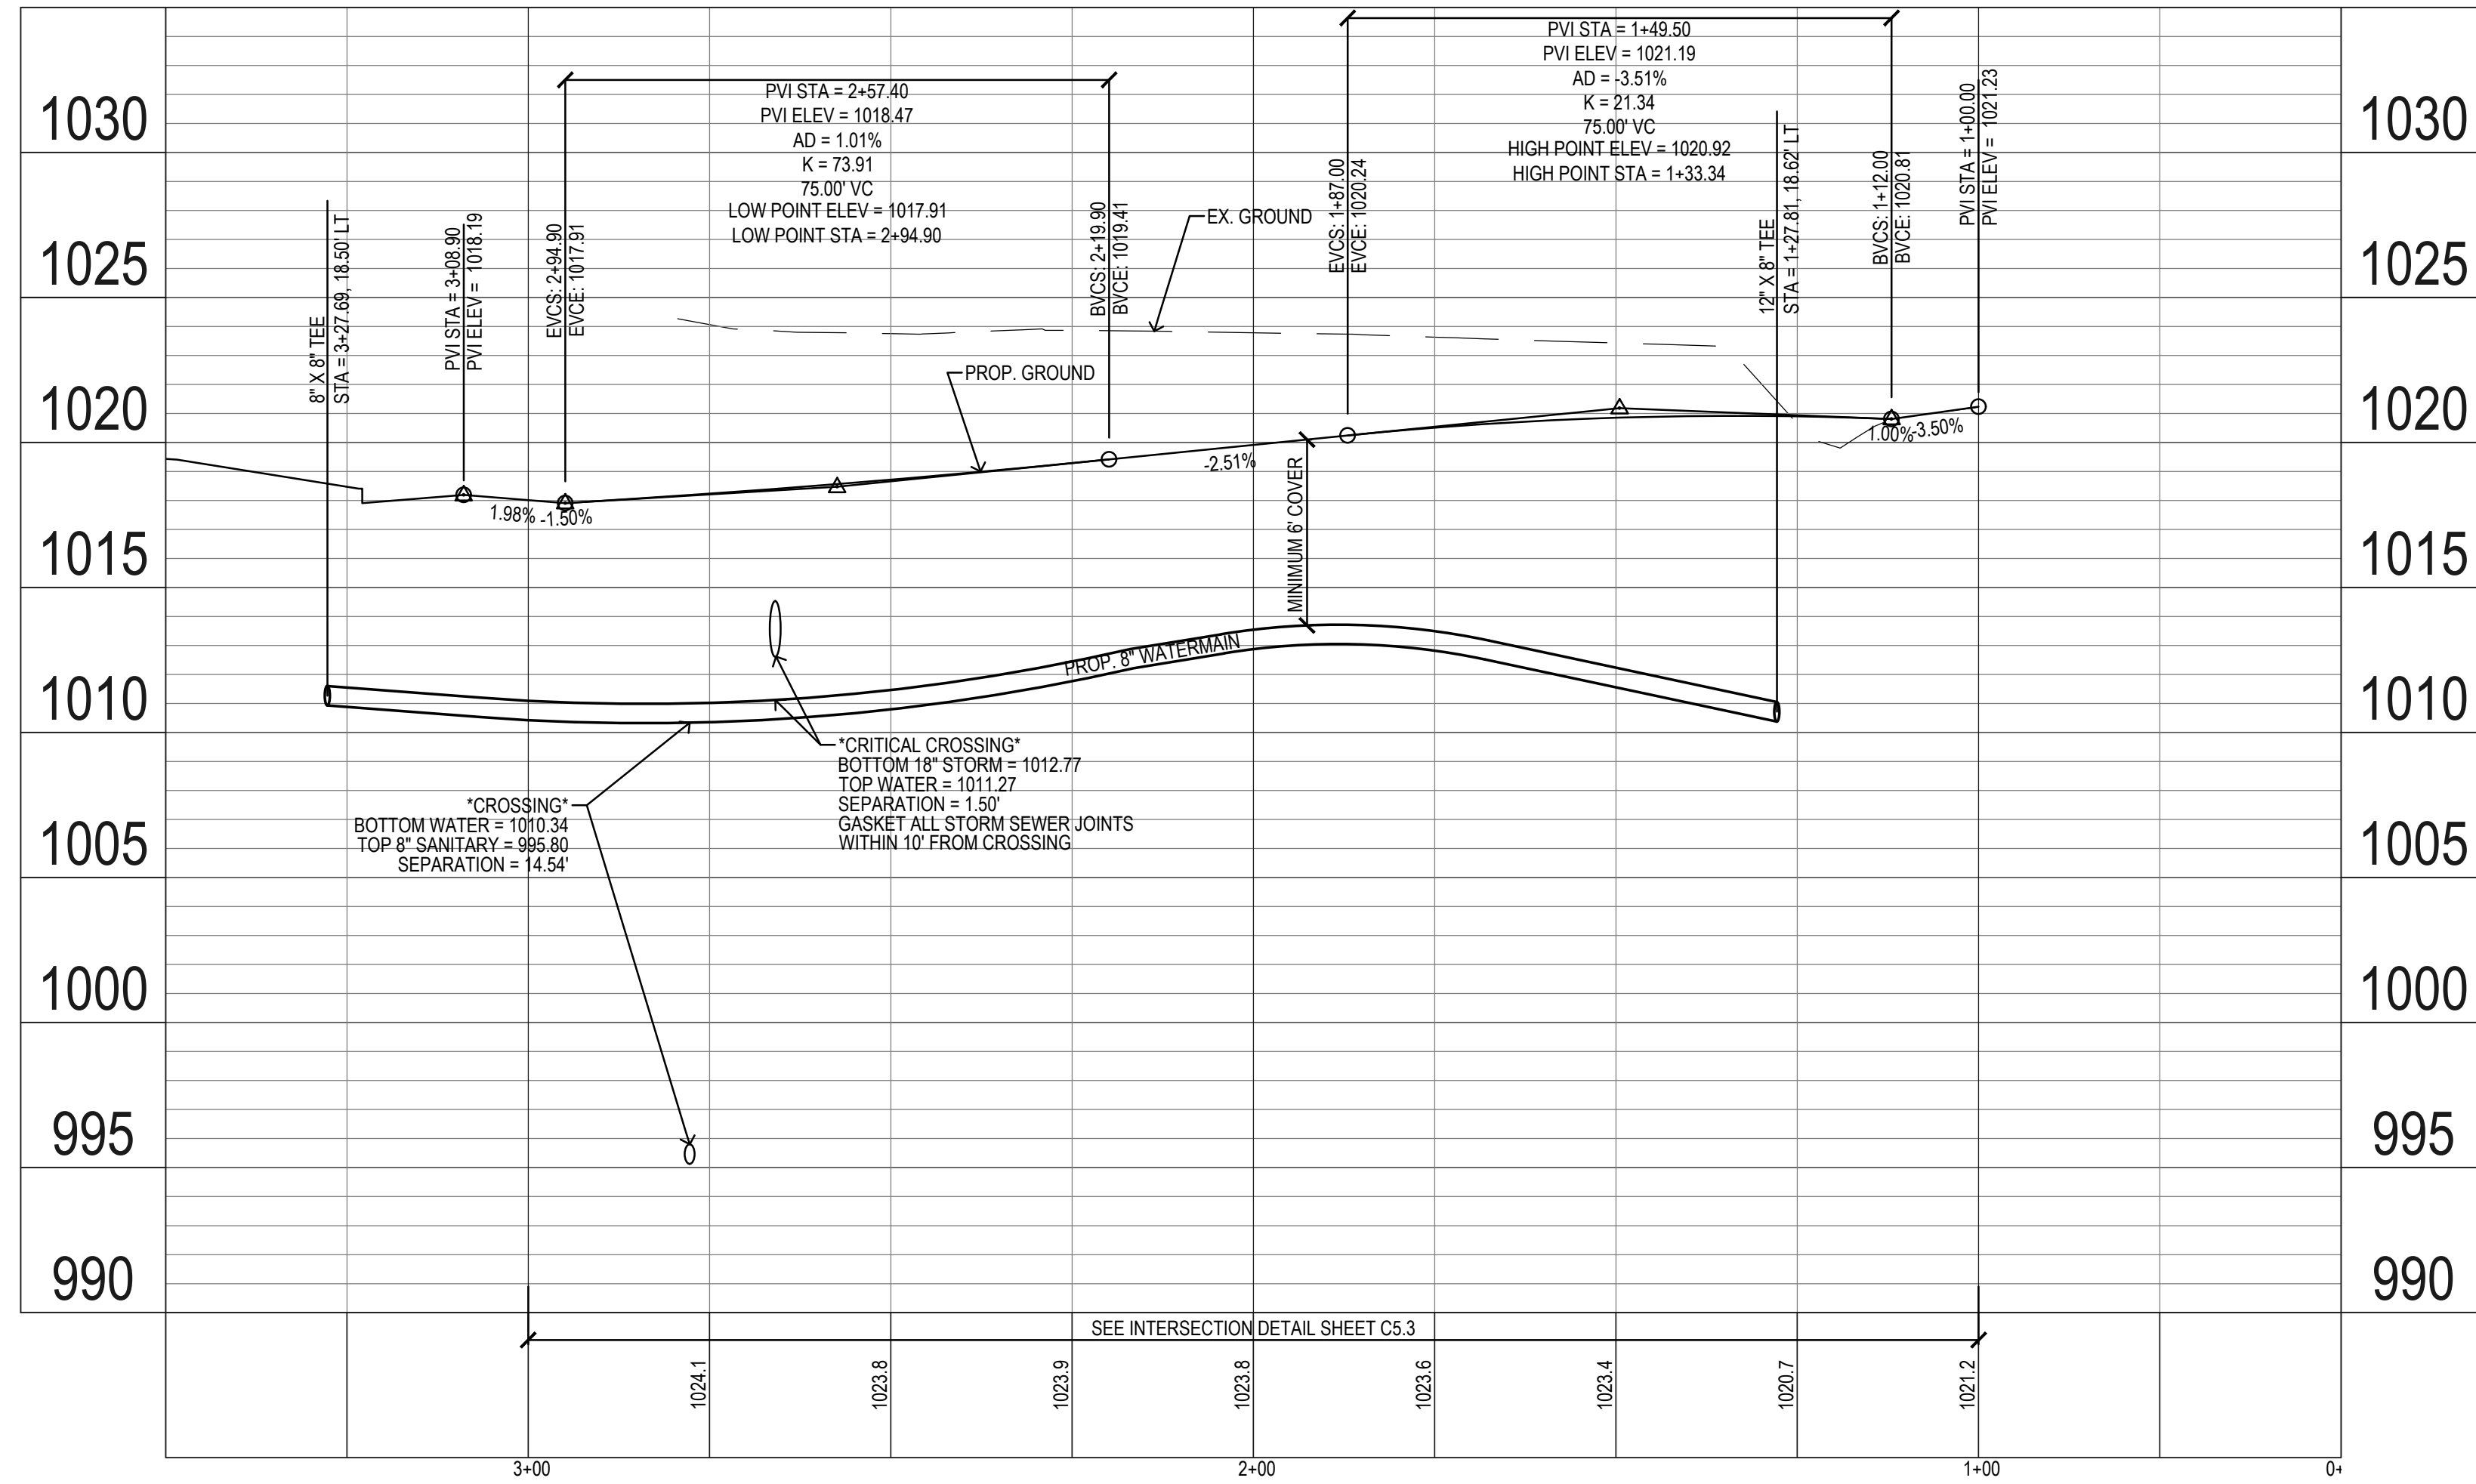 PVI STA = 1+49.50
PVI ELEV = 1021.19
AD = -3.51%
K = 21.34
75.00' VC
HIGH POINT ELEV = 1020.92
HIGH POINT STA = 1+33.34
PVI STA = 2+57.40
PVI ELEV = 1018.47
AD = 1.01%
K = 73.91
75.00' VC
LOW POINT ELEV = 1017.91
LOW POINT STA = 2+94.90
1030
1025
1020
1015
1010
1005
1000
995
990
1030
1025
1020
1015
1010
1005
1000
995
990
8" X 8" TEE
STA = 3+27.69, 18.50' LT
PVI STA = 3+08.90
PVI ELEV = 1018.19
EVCS: 2+94.90
EVCE: 1017.91
BVCS: 2+19.90
BVCE: 1019.41
EX. GROUND
EVCS: 1+87.00
EVCE: 1020.24
12" X 8" TEE
STA = 1+27.81, 18.62' LT
BVCS: 1+12.00
BVCE: 1020.81
PVI STA = 1+00.00
PVI ELEV = 1021.23
PROP. GROUND
1.98%
-1.50%
-2.51%
1.00%
-3.50%
MINIMUM 6' COVER
PROP. 8" WATERMAIN
*CRITICAL CROSSING*
BOTTOM 18" STORM = 1012.77
TOP WATER = 1011.27
SEPARATION = 1.50'
GASKET ALL STORM SEWER JOINTS
WITHIN 10' FROM CROSSING
*CROSSING*
BOTTOM WATER = 1010.34
TOP 8" SANITARY = 995.80
SEPARATION = 14.54'
SEE INTERSECTION DETAIL SHEET C5.3
1024.1
1023.8
1023.9
1023.8
1023.6
1023.4
1020.7
1021.2
3+00
2+00
1+00
0+